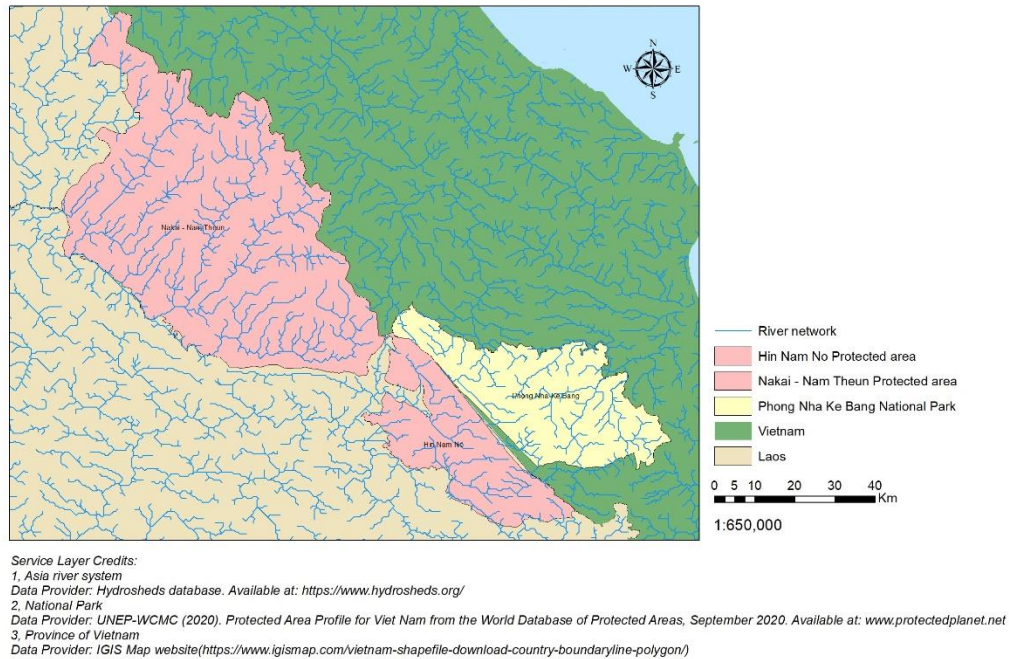 N
W E
S
Nakai - Nam Theun
Phong Nha Ke Bang
Hin Nam No
River network
Hin Nam No Protected area
Nakai - Nam Theun Protected area
Phong Nha Ke Bang National Park
Vietnam
Laos
0 5 10 20 30 40
Km
1:650,000
Service Layer Credits:
1, Asia river system
Data Provider: Hydrosheds database. Available at: https://www.hydrosheds.org/
2, National Park
Data Provider: UNEP-WCMC (2020). Protected Area Profile for Viet Nam from the World Database of Protected Areas, September 2020. Available at: www.protectedplanet.net
3, Province of Vietnam
Data Provider: IGIS Map website(https://www.igismap.com/vietnam-shapefile-download-country-boundaryline-polygon/)